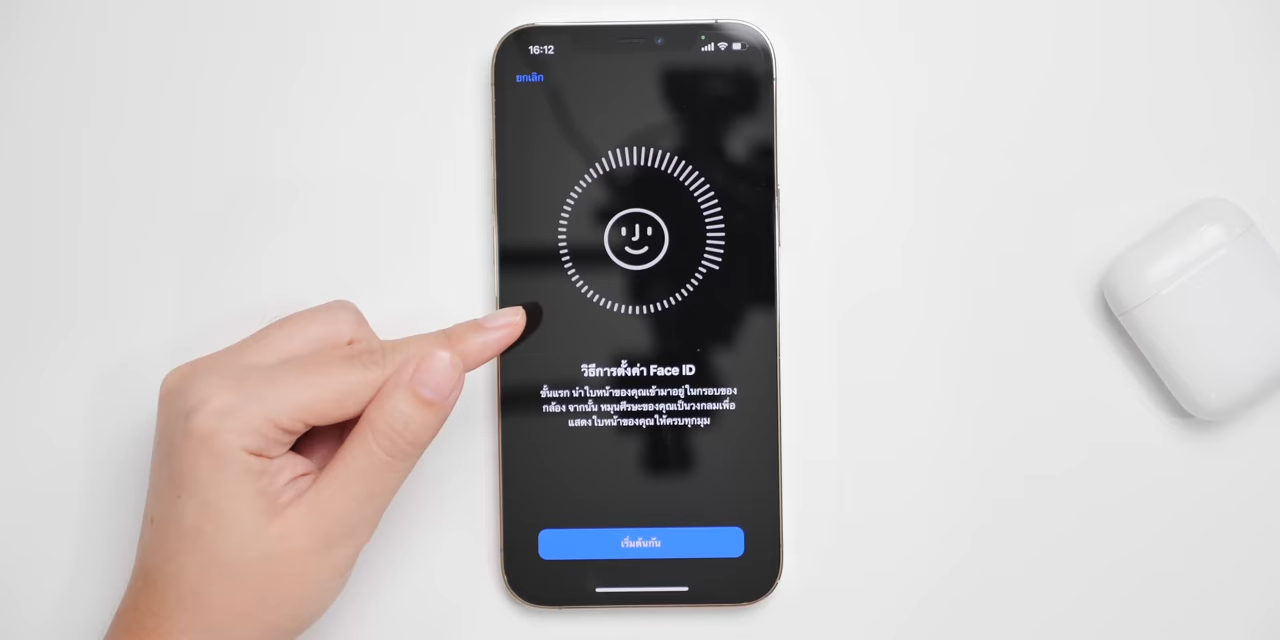 16:12
ยกเลิก
วิธีการตั้งค่า Face ID
ขั้นแรก นำใบหน้าของคุณเข้ามาอยู่ในกรอบของ
กล้อง จากนั้น หมุนศีรษะของคุณเป็นวงกลมเพื่อ
แสดงใบหน้าของคุณให้ครบทุกมุม
เริ่มต้นกัน